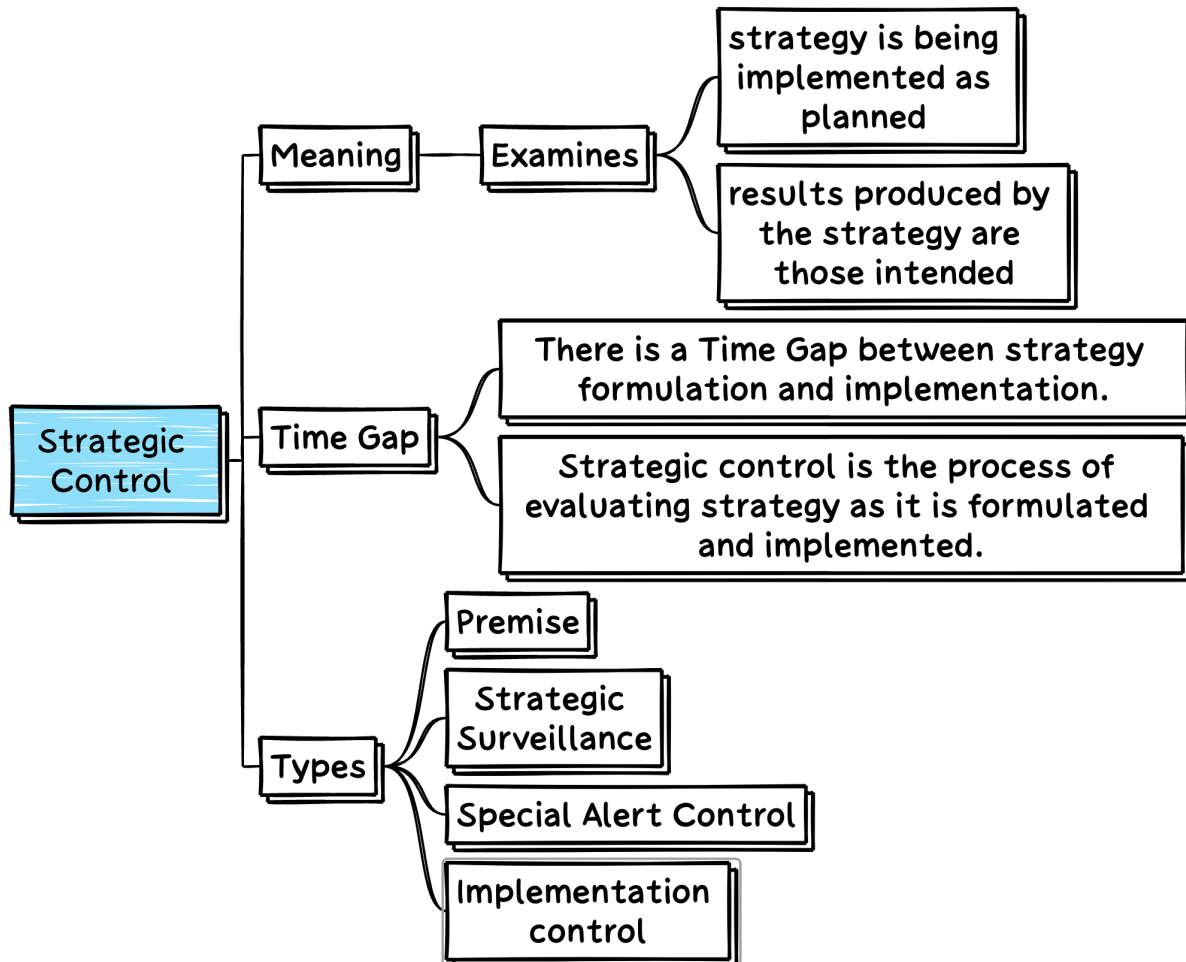 Strategic
Control
Meaning
Examines
strategy is being
implemented as
planned
results produced by
the strategy are
those intended
Time Gap
There is a Time Gap between strategy
formulation and implementation.
Strategic control is the process of
evaluating strategy as it is formulated
and implemented.
Types
Premise
Strategic
Surveillance
Special Alert Control
Implementation
control